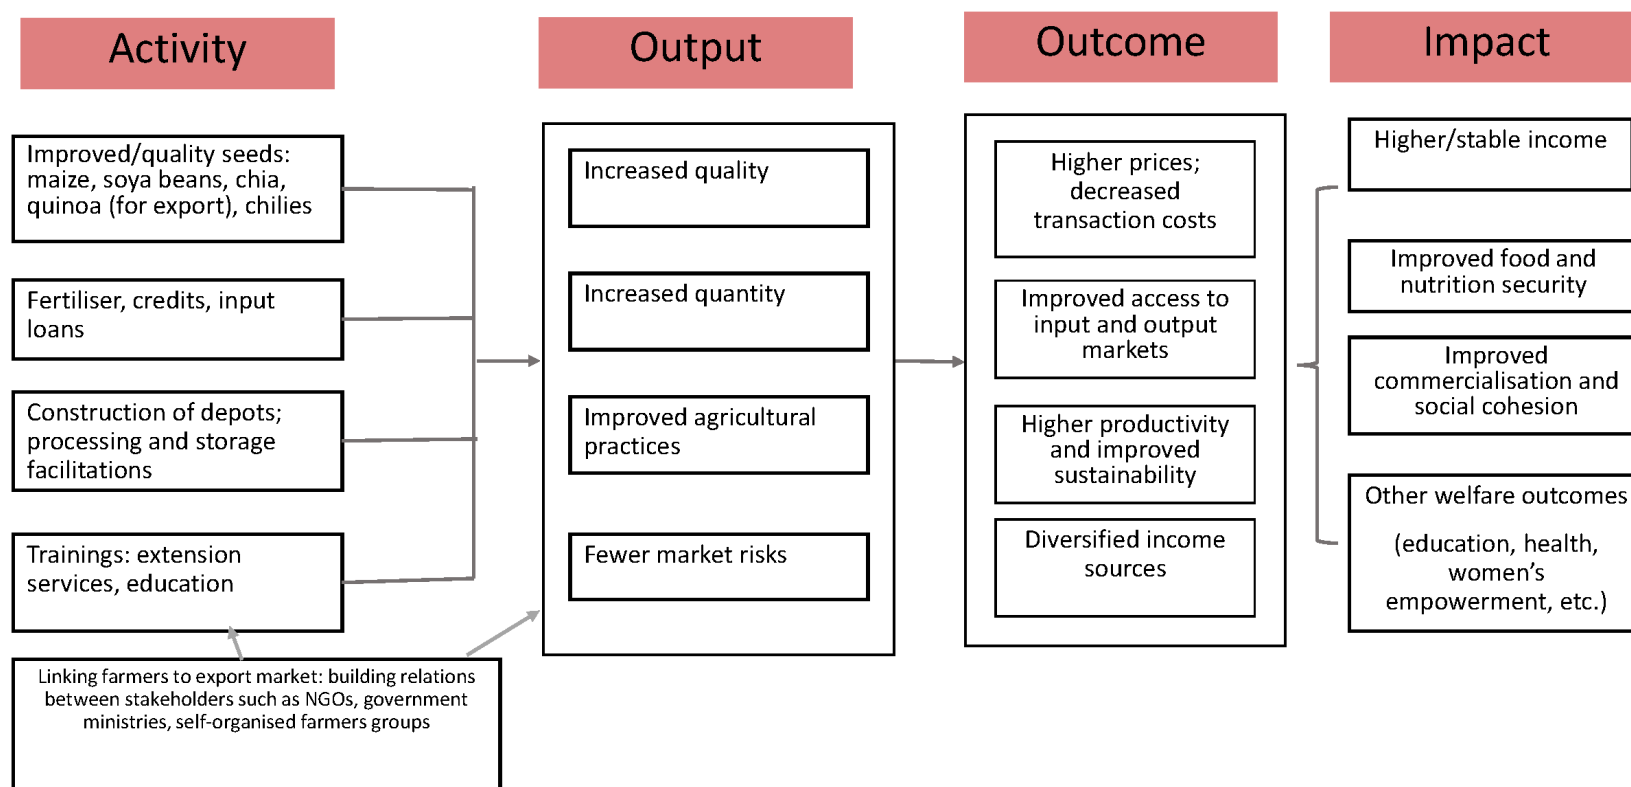 Activity
Output
Outcome
Impact
Improved/quality seeds:
maize, soya beans, chia,
quinoa (for export), chilies
Fertiliser, credits, input
loans
Construction of depots;
processing and storage
facilitations
Trainings: extension
services, education
Linking farmers to export market: building relations
between stakeholders such as NGOs, government
ministries, self-organised farmers groups
Increased quality
Increased quantity
Improved agricultural
practices
Fewer market risks
Higher prices;
decreased
transaction costs
Improved access to
input and output
markets
Higher productivity
and improved
sustainability
Diversified income
sources
Higher/stable income
Improved food and
nutrition security
Improved
commercialisation and
social cohesion
Other welfare outcomes
(education, health,
women’s
empowerment, etc.)